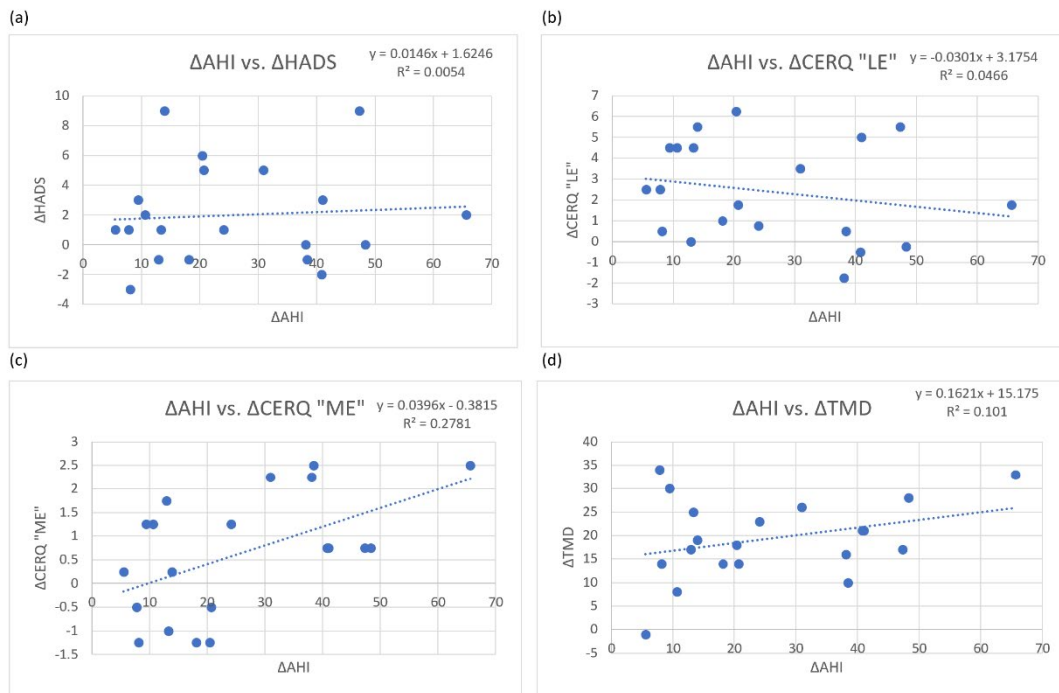 (a)
ΔAHI vs. ΔHADS
y = 0.0146x + 1.6246
R² = 0.0054
10
8
6
4
2
0
-2
-4
0 10 20 30 40 50 60 70
ΔHADS
ΔAHI
(b)
ΔAHI vs. ΔCERQ "LE"
y = -0.0301x + 3.1754
R² = 0.0466
7
6
5
4
3
2
1
0
-1
-2
-3
0 10 20 30 40 50 60 70
ΔCERQ "LE"
ΔAHI
(c)
ΔAHI vs. ΔCERQ "ME"
y = 0.0396x - 0.3815
R² = 0.2781
3
2.5
2
1.5
1
0.5
0
-0.5
-1
-1.5
0 10 20 30 40 50 60 70
ΔCERQ "ME"
ΔAHI
(d)
ΔAHI vs. ΔTMD
y = 0.1621x + 15.175
R² = 0.101
40
35
30
25
20
15
10
5
0
-5
0 10 20 30 40 50 60 70
ΔTMD
ΔAHI